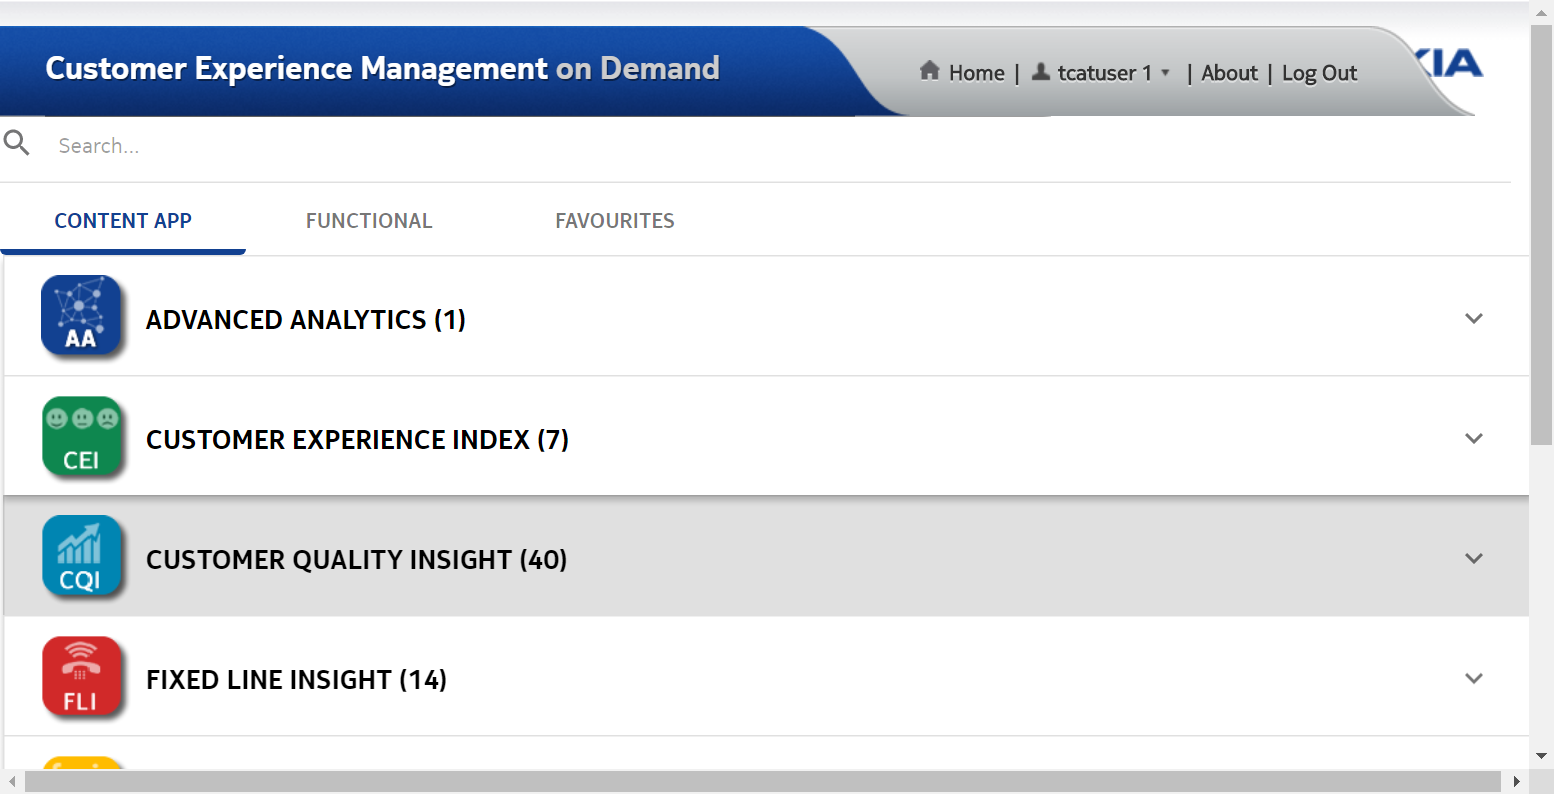 Customer Experience Management on Demand
Home | tcatuser 1 | About | Log Out
KIA
Search...
CONTENT APP FUNCTIONAL FAVOURITES
AA
ADVANCED ANALYTICS (1)
CEI
CUSTOMER EXPERIENCE INDEX (7)
CQI
CUSTOMER QUALITY INSIGHT (40)
FLI
FIXED LINE INSIGHT (14)